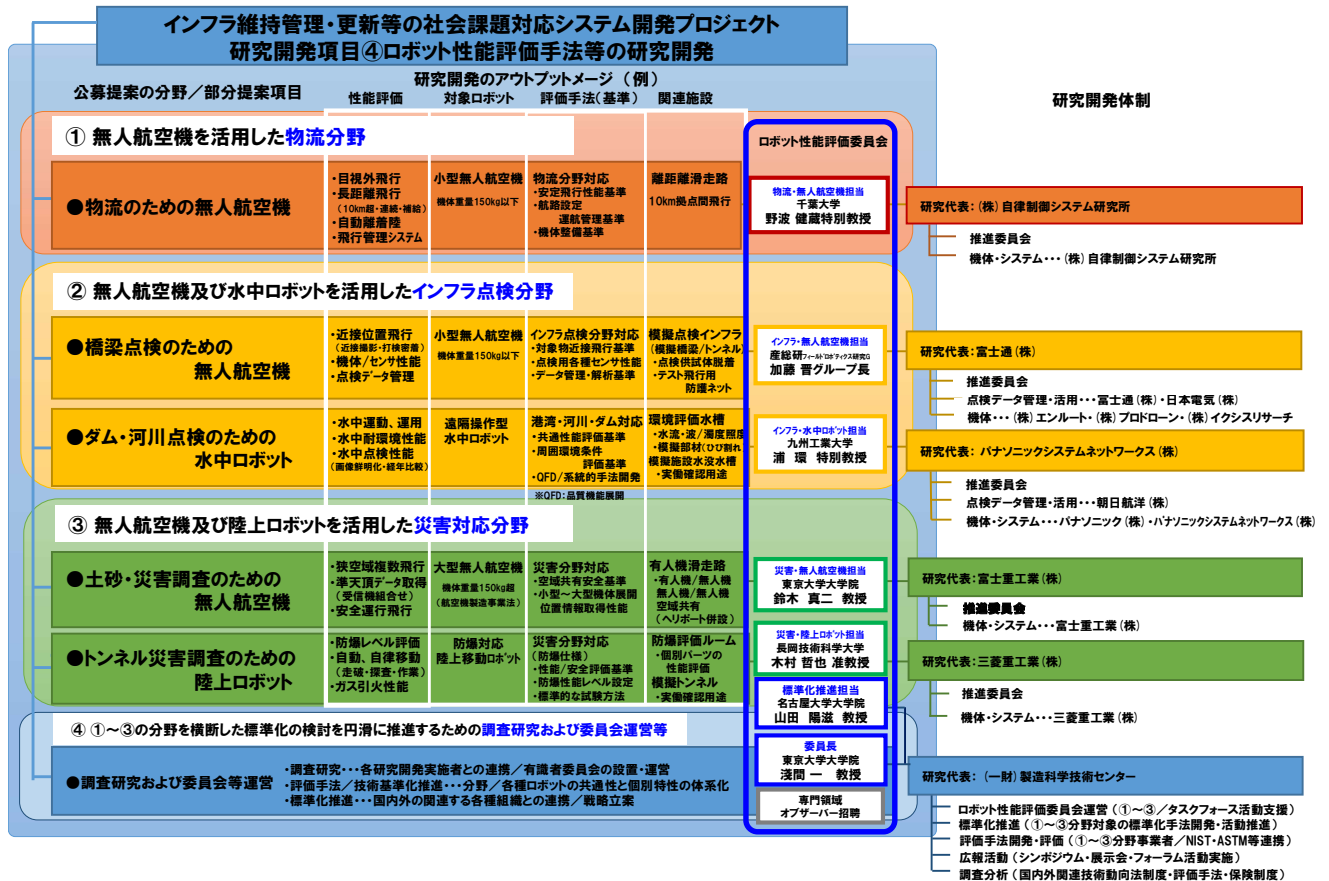 インフラ維持管理・更新等の社会課題対応システム開発プロジェクト
研究開発項目④ロボット性能評価手法等の研究開発
公募提案の分野／部分提案項目
研究開発のアウトプットメージ（例）
性能評価
対象ロボット
評価手法（基準）
関連施設
研究開発体制
ロボット性能評価委員会
① 無人航空機を活用した物流分野
●物流のための無人航空機
・目視外飛行
・長距離飛行
（10km超・連続・補給）
・自動離着陸
・飛行管理システム
小型無人航空機
機体重量150kg以下
物流分野対応
・安定飛行性能基準
・航路設定
運航管理基準
・機体整備基準
離距離滑走路
10km拠点間飛行
物流・無人航空機担当
千葉大学
野波 健蔵特別教授
研究代表：（株）自律制御システム研究所
推進委員会
機体・システム・・・（株）自律制御システム研究所
② 無人航空機及び水中ロボットを活用したインフラ点検分野
●橋梁点検のための
無人航空機
・近接位置飛行
（近接撮影・打検密着）
・機体／センサ性能
・点検データ管理
小型無人航空機
機体重量150kg以下
インフラ点検分野対応
・対象物近接飛行基準
・点検用各種センサ性能
・データ管理・解析基準
模擬点検インフラ
（模擬橋梁／トンネル）
・点検供試体脱着
・テスト飛行用
防護ネット
インフラ・無人航空機担当
産総研フィールドロボティクス研究G
加藤 晋グループ長
研究代表：富士通（株）
推進委員会
点検データ管理・活用・・・富士通（株）・日本電気（株）
機体・・・（株）エンルート・（株）プロドローン・（株）イクシスリサーチ
●ダム・河川点検のための
水中ロボット
・水中運動、運用
・水中耐環境性能
・水中点検性能
（画像鮮明化・経年比較）
遠隔操作型
水中ロボット
港湾・河川・ダム対応
・共通性能評価基準
・周囲環境条件
評価基準
・QFD／系統的手法開発
※QFD：品質機能展開
環境評価水槽
・水流・波／濁度照度
・模擬部材（ひび割れ
模擬施設水没水槽
・実働確認用途
インフラ・水中ロボット担当
九州工業大学
浦 環 特別教授
研究代表： パナソニックシステムネットワークス（株）
推進委員会
点検データ管理・活用・・・朝日航洋（株）
機体・システム・・・パナソニック（株）・パナソニックシステムネットワークス（株）
③ 無人航空機及び陸上ロボットを活用した災害対応分野
●土砂・災害調査のための
無人航空機
・狭空域複数飛行
・準天頂データ取得
（受信機組合せ）
・安全運行飛行
大型無人航空機
機体重量150kg超
（航空機製造事業法）
災害分野対応
・空域共有安全基準
・小型～大型機体展開
位置情報取得性能
有人機滑走路
・有人機／無人機
無人機／無人機
空域共有
（ヘリポート併設）
災害・無人航空機担当
東京大学大学院
鈴木 真二 教授
研究代表：富士重工業（株）
推進委員会
機体・システム・・・富士重工業（株）
●トンネル災害調査のための
陸上ロボット
・防爆レベル評価
・自動、自律移動
（走破・探査・作業）
・ガス引火性能
防爆対応
陸上移動ロボット
災害分野対応
（防爆仕様）
・性能／安全評価基準
・防爆性能レベル設定
・標準的な試験方法
防爆評価ルーム
・個別パーツの
性能評価
模擬トンネル
・実働確認用途
災害・陸上ロボット担当
長岡技術科学大学
木村 哲也 准教授
研究代表：三菱重工業（株）
推進委員会
機体・システム・・・三菱重工業（株）
標準化推進担当
名古屋大学大学院
山田 陽滋 教授
④ ①～③の分野を横断した標準化の検討を円滑に推進するための調査研究および委員会運営等
●調査研究および委員会等運営
・調査研究・・・各研究開発実施者との連携／有識者委員会の設置・運営
・評価手法／技術基準化推進・・・分野／各種ロボットの共通性と個別特性の体系化
・標準化推進・・・国内外の関連する各種組織との連携／戦略立案
委員長
東京大学大学院
淺間 一 教授
専門領域
オブザーバー招聘
研究代表： （一財）製造科学技術センター
ロボット性能評価委員会運営（①～③／タスクフォース活動支援）
標準化推進（①～③分野対象の標準化手法開発・活動推進）
評価手法開発・評価（①～③分野事業者／NIST・ASTM等連携）
広報活動（シンポジウム・展示会・フォーラム活動実施）
調査分析（国内外関連技術動向法制度・評価手法・保険制度）